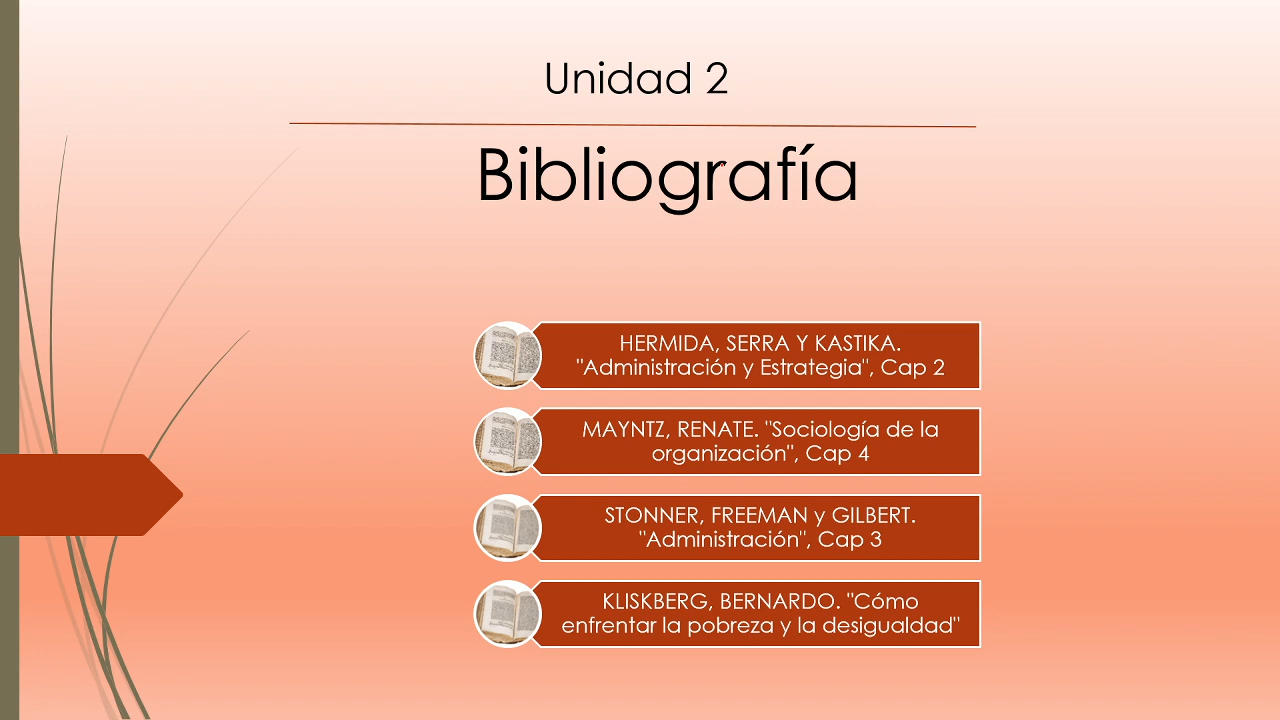 Unidad 2
Bibliografía
HERMIDA, SERRA Y KASTIKA.
"Administración y Estrategia", Cap 2
MAYNTZ, RENATE. "Sociología de la
organización", Cap 4
STONNER, FREEMAN y GILBERT.
"Administración", Cap 3
KLISKBERG, BERNARDO. "Cómo
enfrentar la pobreza y la desigualdad"